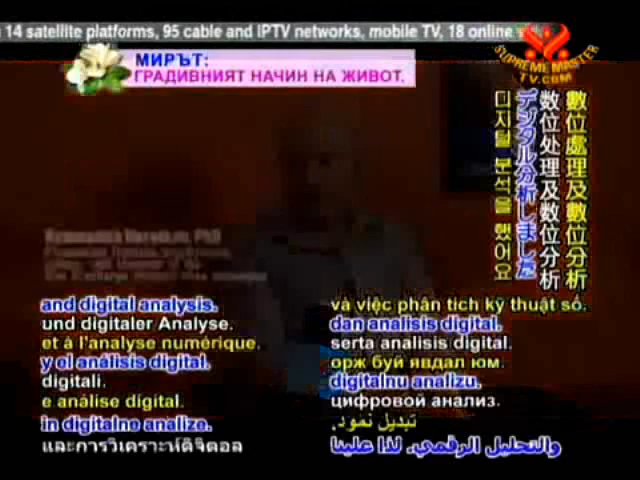 14 satellite platforms, 95 cable and IPTV networks, mobile TV, 18 online
SUPREME MASTER
TV.COM
МИРЪТ:
ГРАДИВНИЯТ НАЧИН НА ЖИВОТ.
數位處理及數位分析
数位处理及数位分析
デジタル分析しました
디지털 분석을 했어요
and digital analysis.
und digitaler Analyse.
et à l'analyse numérique.
y el análisis digital.
digitali.
e análise digital.
in digitalne analize.
และการวิเคราะห์ดิจิตอล
và việc phân tích kỹ thuật số.
dan analisis digital.
serta analisis digital.
орж буй явдал юм.
digitalnu analizu.
цифровой анализ.
تبدیل نمود.
والتحليل الرقمي. لذا علينا